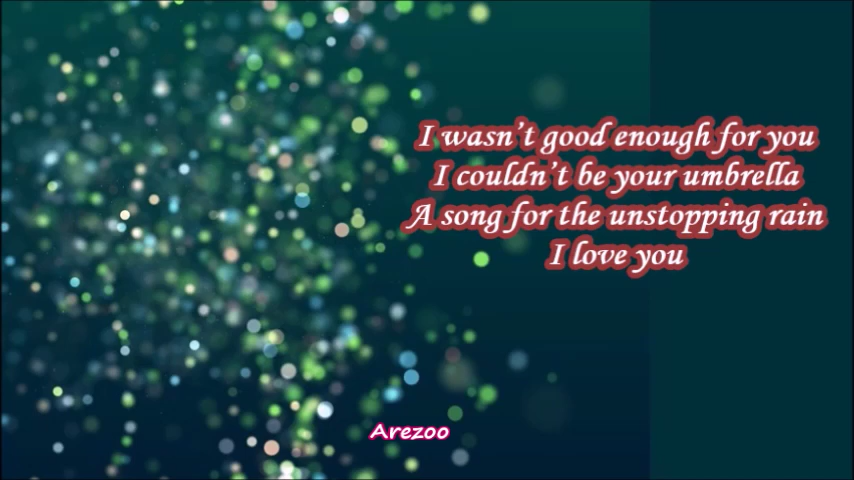 I wasn't good enough for you
I couldn't be your umbrella
A song for the unstopping rain
I love you
Arezoo